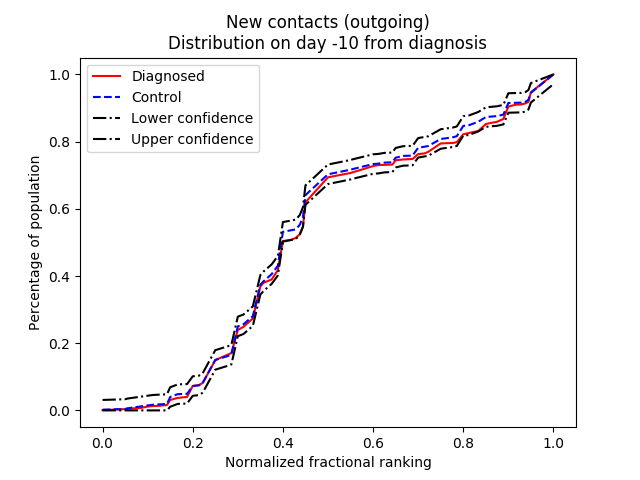 New contacts (outgoing)
Distribution on day -10 from diagnosis
Diagnosed
Control
Lower confidence
Upper confidence
Percentage of population
1.0
0.8
0.6
0.4
0.2
0.0
0.0 0.2 0.4 0.6 0.8 1.0
Normalized fractional ranking